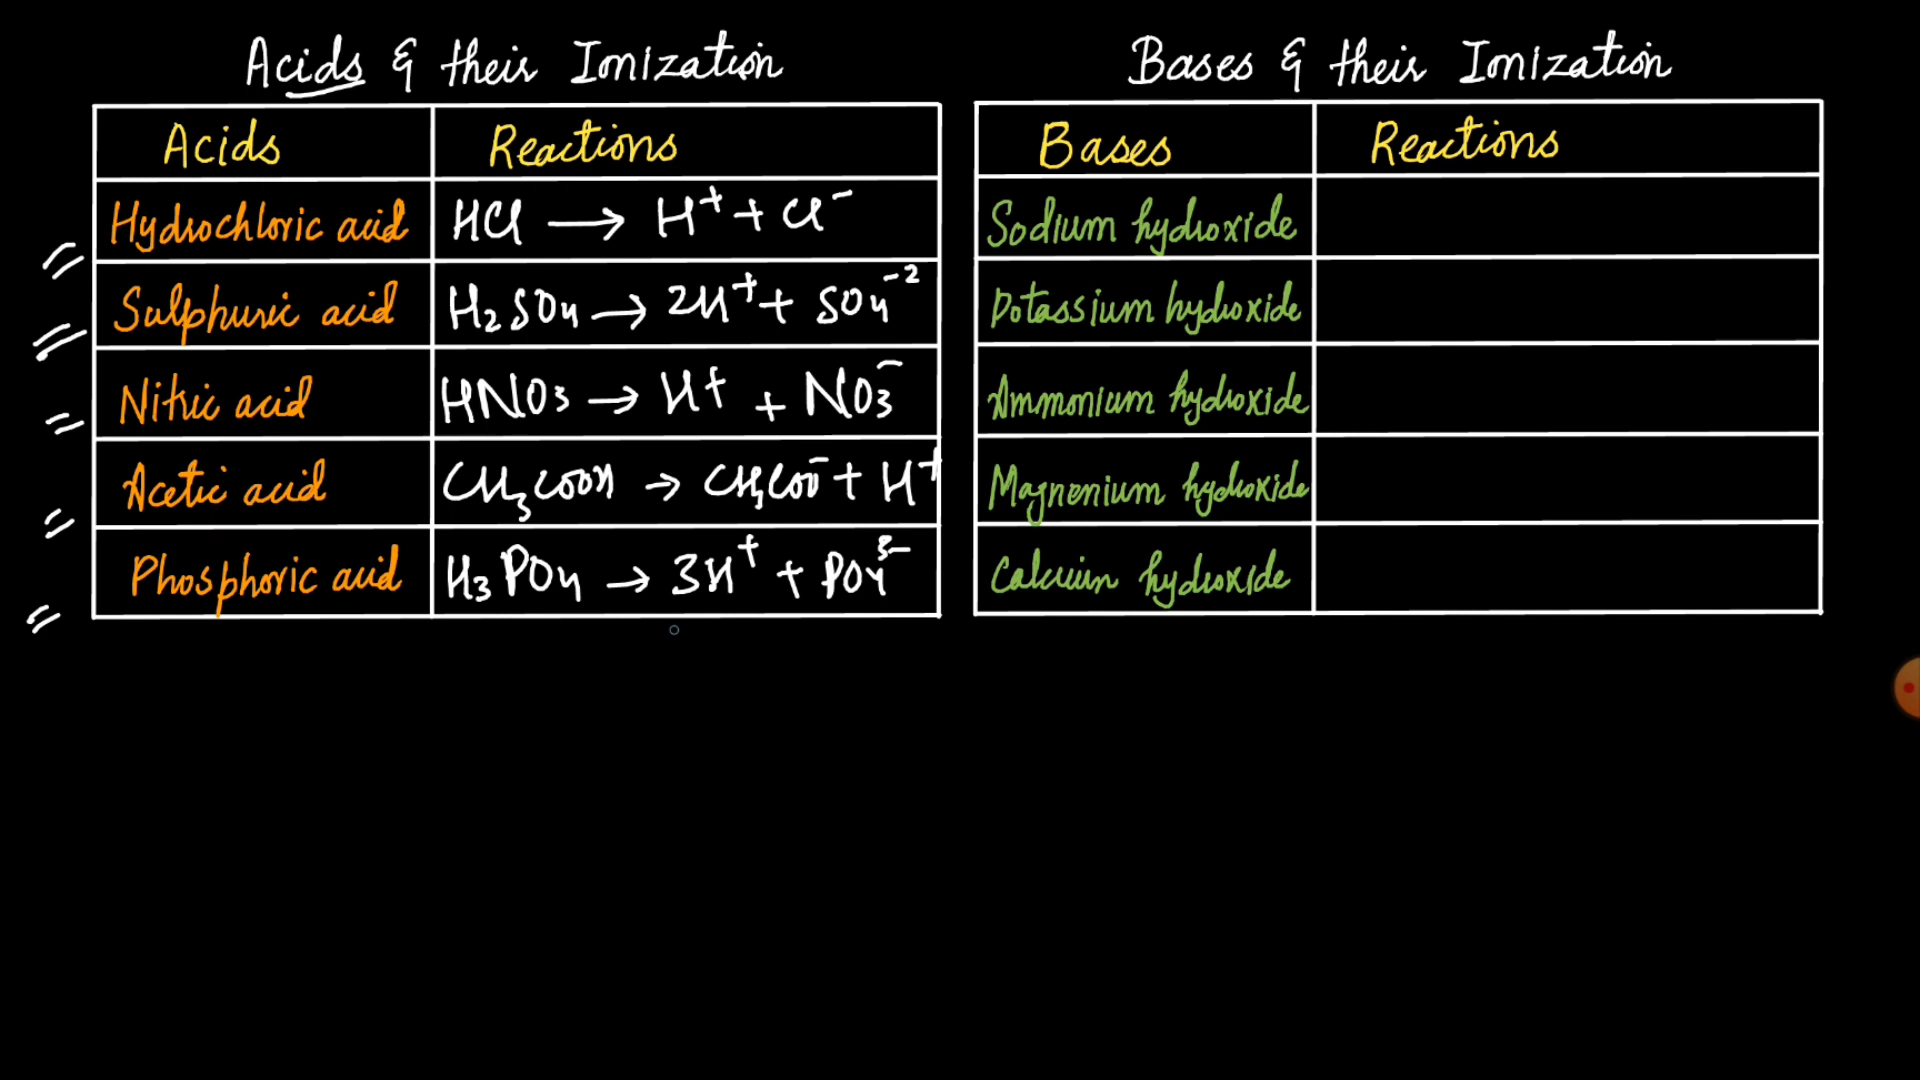 Acids & their Ionization
Acids Reactions
Hydrochloric acid HCl → H⁺ + Cl⁻
Sulphuric acid H₂SO₄ → 2H⁺ + SO₄⁻²
Nitric acid HNO₃ → H⁺ + NO₃⁻
Acetic acid CH₃COOH → CH₃COO⁻ + H⁺
Phosphoric acid H₃PO₄ → 3H⁺ + PO₄³⁻
Bases & their Ionization
Bases Reactions
Sodium hydroxide
Potassium hydroxide
Ammonium hydroxide
Magnenium hydroxide
Calcium hydroxide